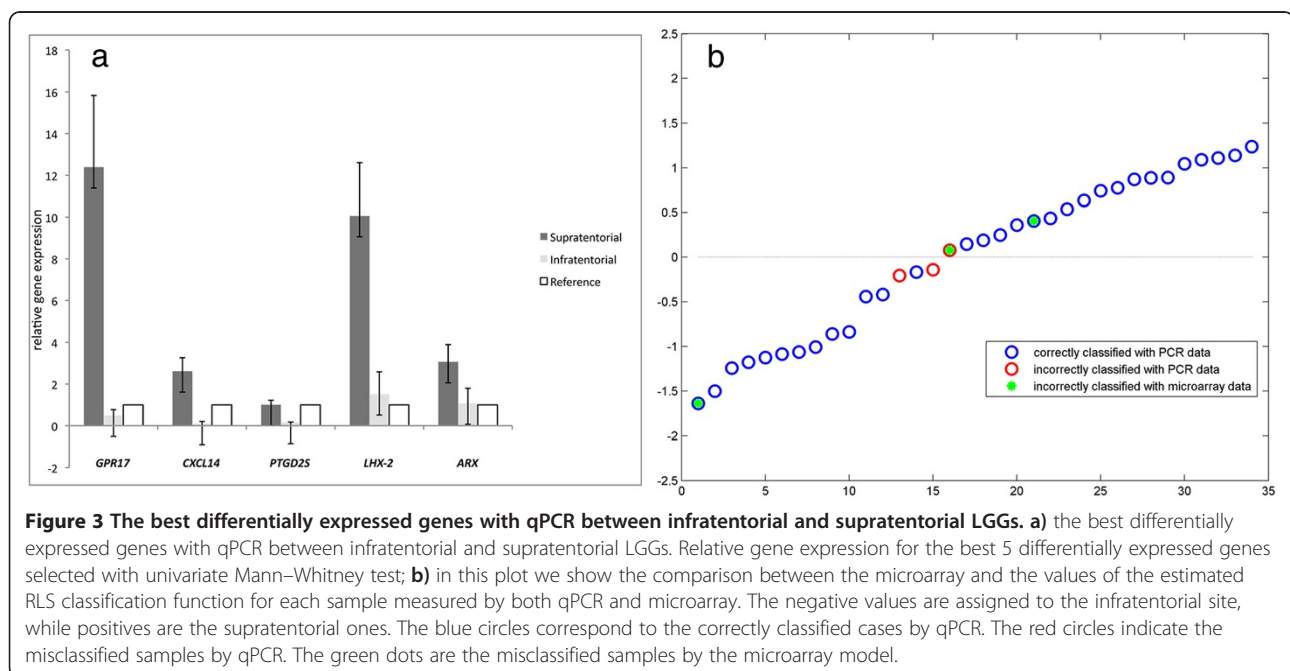 a
18
16
14
12
10
8
6
4
2
0
-2
relative gene expression
Supratentorial
Infratentorial
Reference
GPR17 CXCL14 PTGD2S LHX-2 ARX
b
2.5
2
1.5
1
0.5
0
-0.5
-1
-1.5
-2
-2.5
0 5 10 15 20 25 30 35
correctly classified with PCR data
incorrectly classified with PCR data
incorrectly classified with microarray data
Figure 3 The best differentially expressed genes with qPCR between infratentorial and supratentorial LGGs. a) the best differentially
expressed genes with qPCR between infratentorial and supratentorial LGGs. Relative gene expression for the best 5 differentially expressed genes
selected with univariate Mann–Whitney test; b) in this plot we show the comparison between the microarray and the values of the estimated
RLS classification function for each sample measured by both qPCR and microarray. The negative values are assigned to the infratentorial site,
while positives are the supratentorial ones. The blue circles correspond to the correctly classified cases by qPCR. The red circles indicate the
misclassified samples by qPCR. The green dots are the misclassified samples by the microarray model.